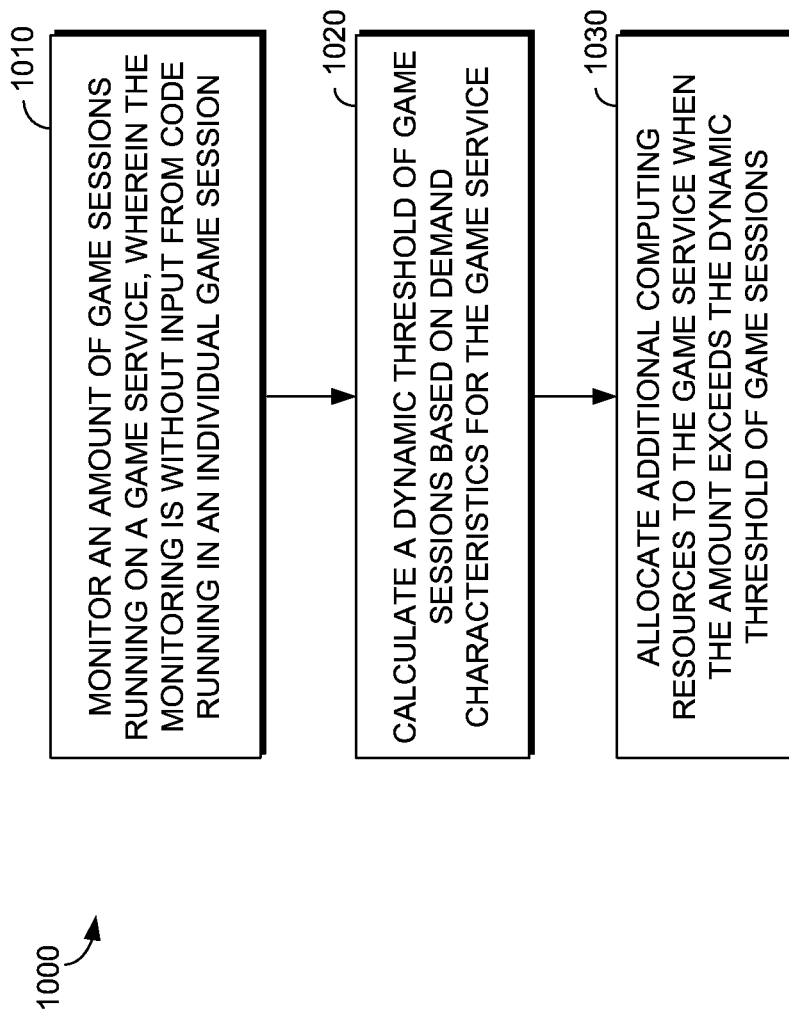 1000
1010
MONITOR AN AMOUNT OF GAME SESSIONS
RUNNING ON A GAME SERVICE, WHEREIN THE
MONITORING IS WITHOUT INPUT FROM CODE
RUNNING IN AN INDIVIDUAL GAME SESSION
1020
CALCULATE A DYNAMIC THRESHOLD OF GAME
SESSIONS BASED ON DEMAND
CHARACTERISTICS FOR THE GAME SERVICE
1030
ALLOCATE ADDITIONAL COMPUTING
RESOURCES TO THE GAME SERVICE WHEN
THE AMOUNT EXCEEDS THE DYNAMIC
THRESHOLD OF GAME SESSIONS